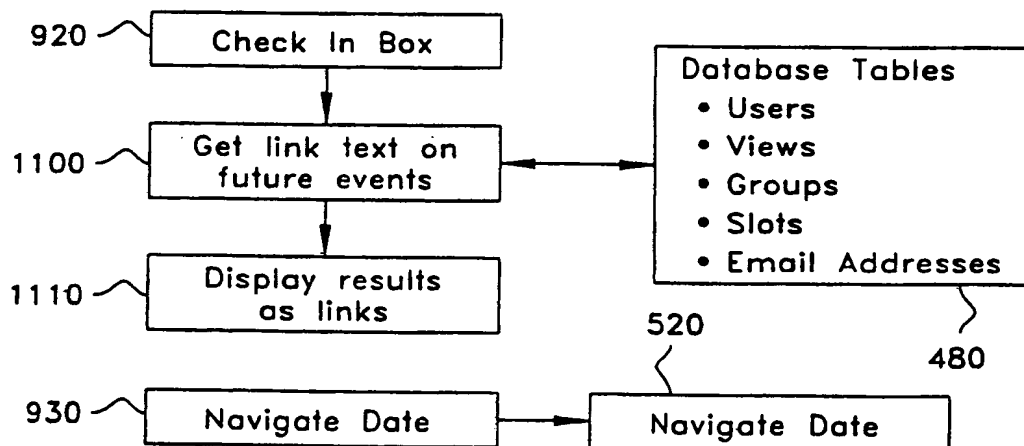 920
Check In Box
1100
Get link text on
future events
1110
Display results
as links
Database Tables
• Users
• Views
• Groups
• Slots
• Email Addresses
480
930
Navigate Date
520
Navigate Date